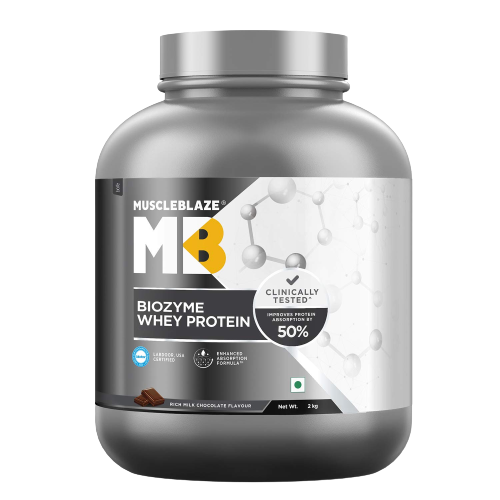 MUSCLEBLAZE®
MB
BIOZYME
WHEY PROTEIN
CLINICALLY
TESTED^
IMPROVES PROTEIN
ABSORPTION BY
50%
LABDOOR, USA
CERTIFIED
ENHANCED
ABSORPTION
FORMULA™
RICH MILK CHOCOLATE FLAVOUR
Net Wt. 2 kg